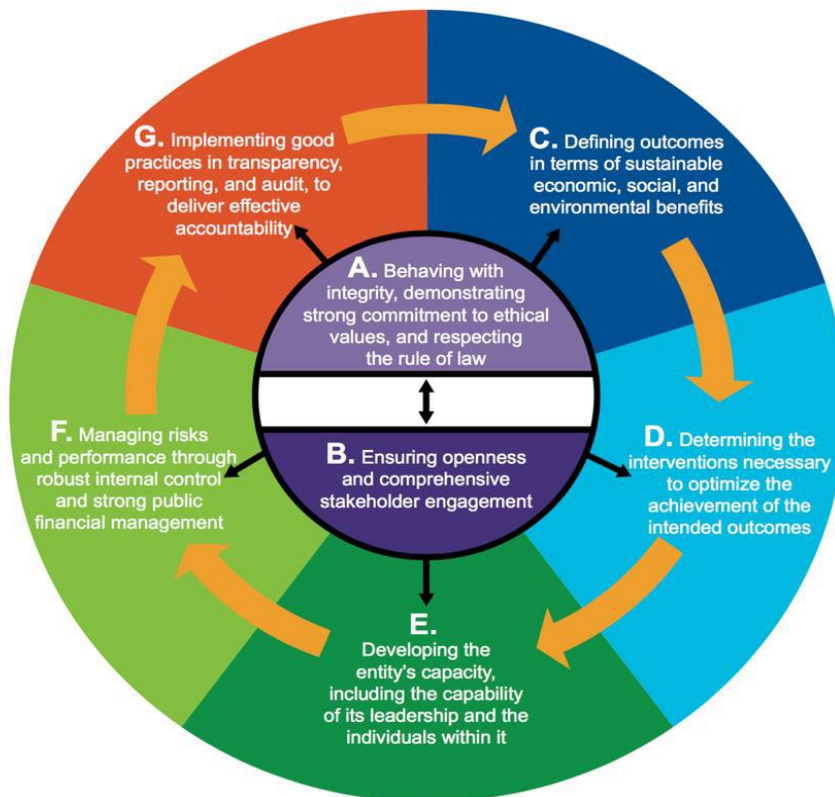 A. Behaving with
integrity, demonstrating
strong commitment to ethical
values, and respecting
the rule of law
B. Ensuring openness
and comprehensive
stakeholder engagement
C. Defining outcomes
in terms of sustainable
economic, social, and
environmental benefits
D. Determining the
interventions necessary
to optimize the
achievement of the
intended outcomes
E.
Developing the
entity's capacity,
including the capability
of its leadership and the
individuals within it
F. Managing risks
and performance through
robust internal control
and strong public
financial management
G. Implementing good
practices in transparency,
reporting, and audit, to
deliver effective
accountability